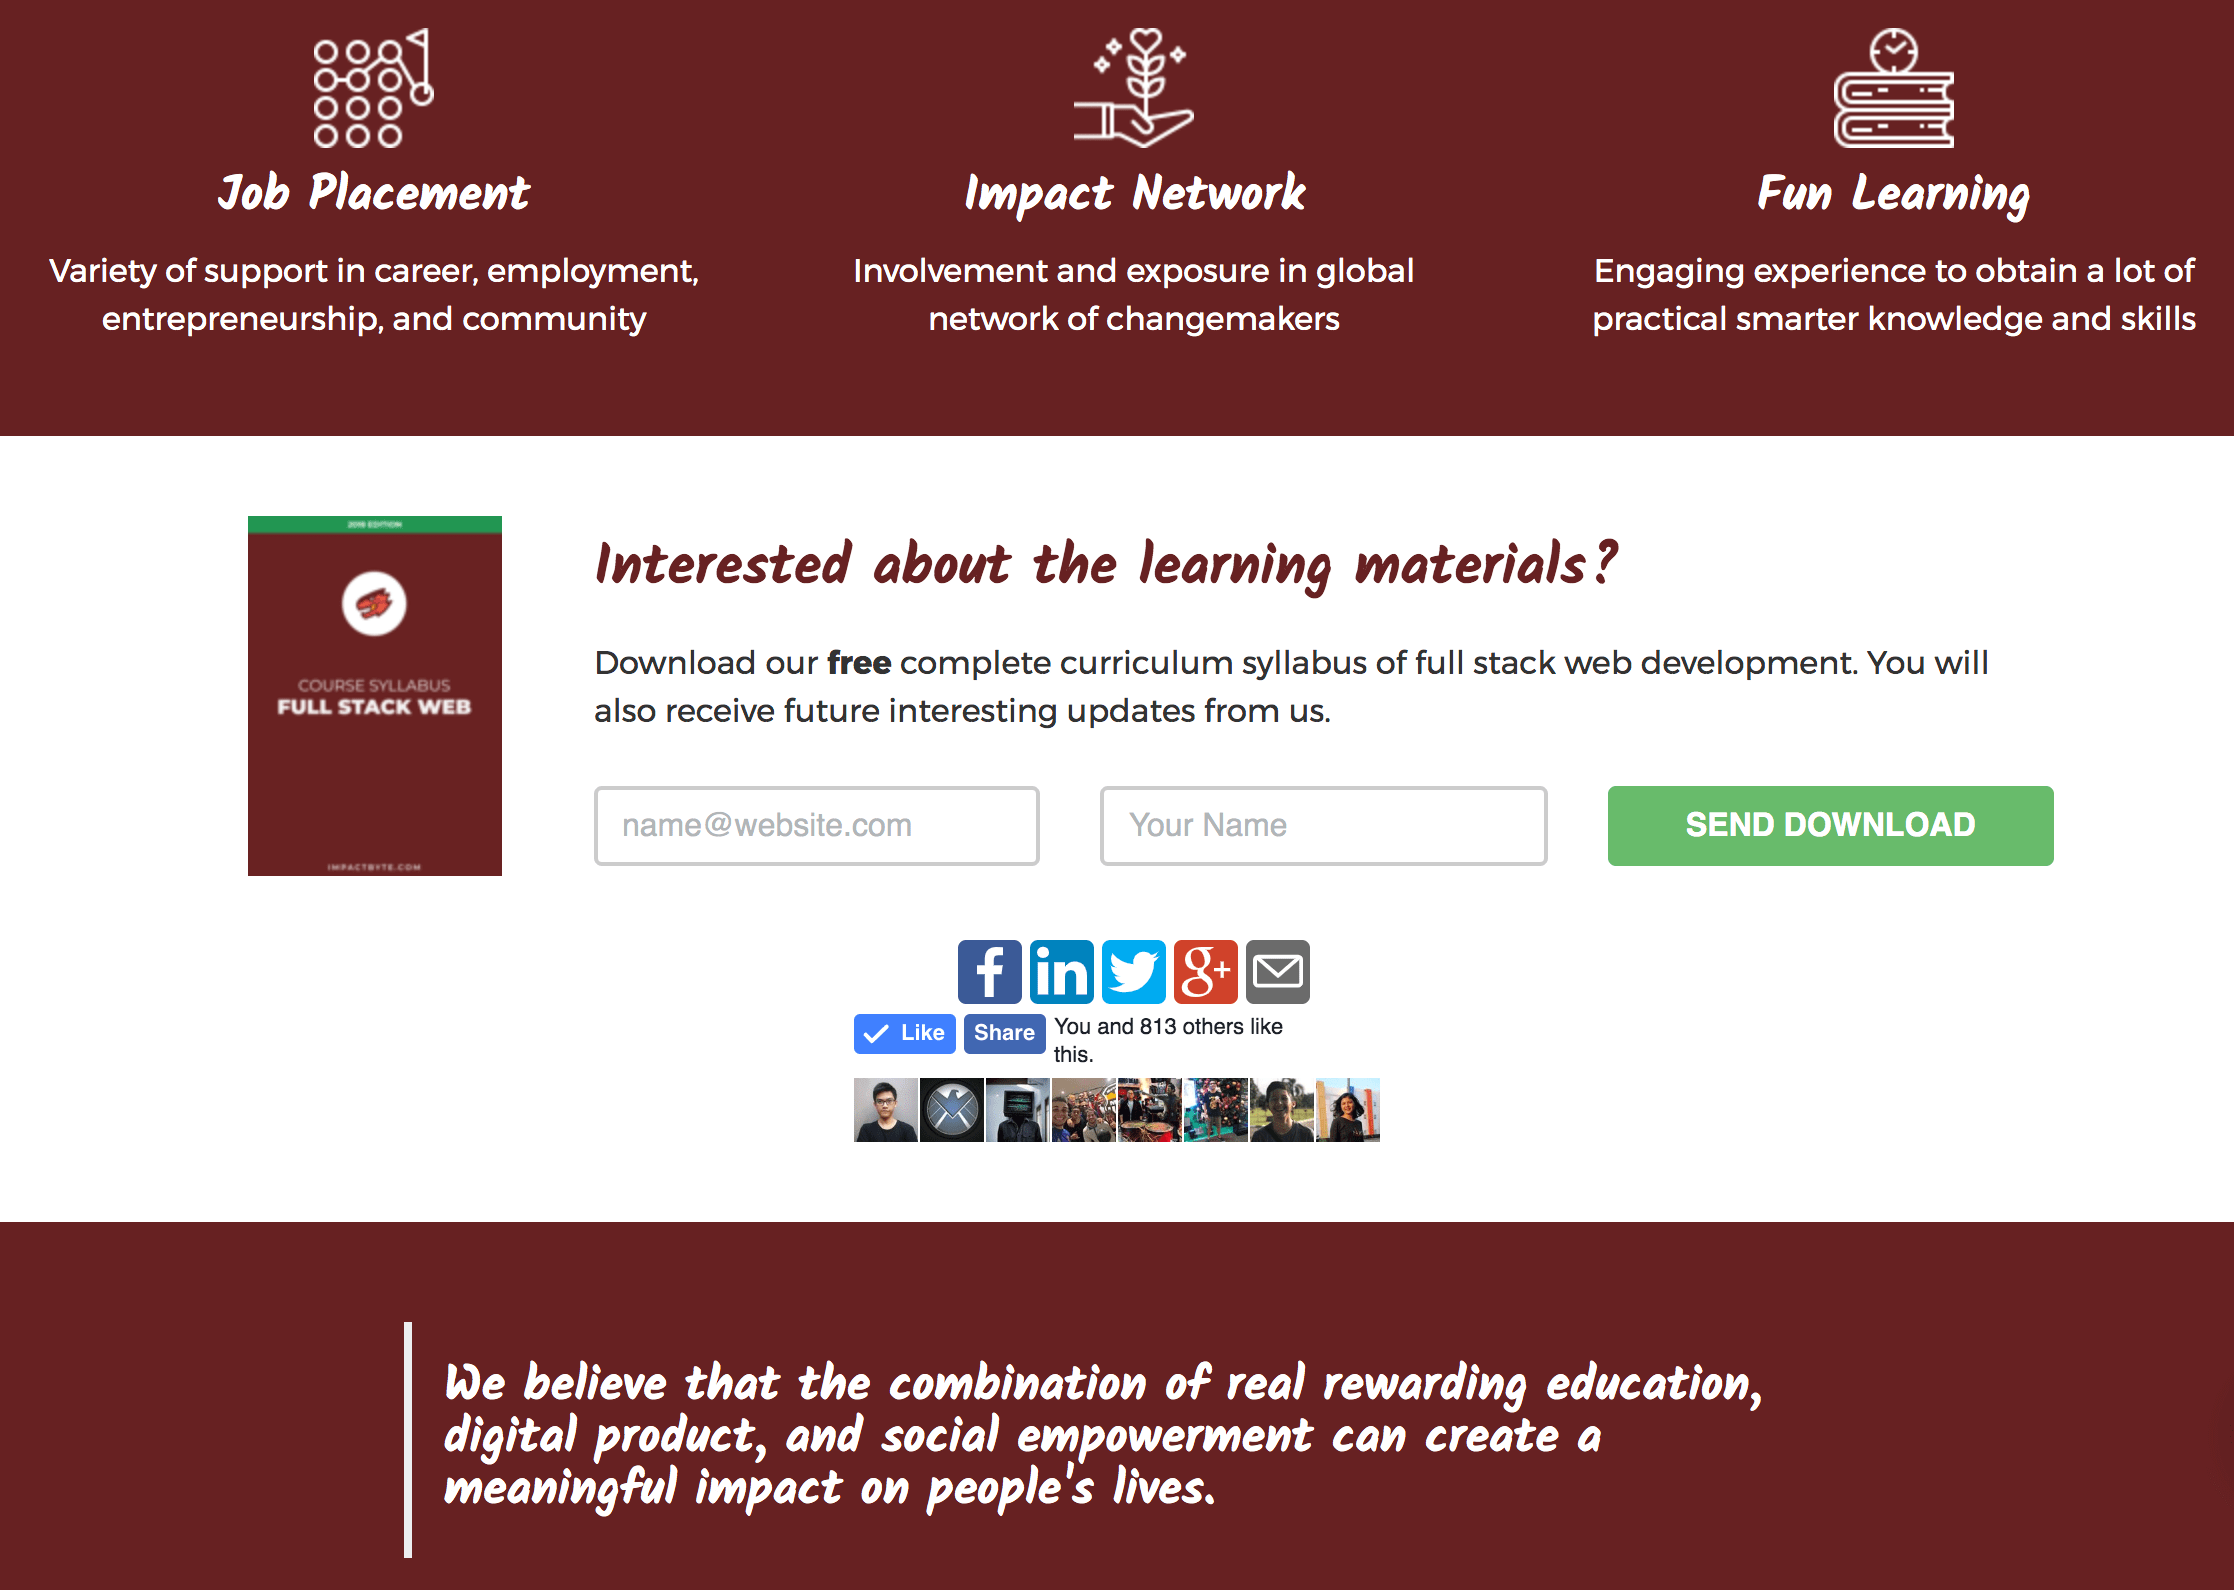 Job Placement
Variety of support in career, employment,
entrepreneurship, and community
Impact Network
Involvement and exposure in global
network of changemakers
Fun Learning
Engaging experience to obtain a lot of
practical smarter knowledge and skills
2019 EDITION
COURSE SYLLABUS
FULL STACK WEB
IMPACTBYTE.COM
Interested about the learning materials?
Download our free complete curriculum syllabus of full stack web development. You will
also receive future interesting updates from us.
name@website.com
Your Name
SEND DOWNLOAD
f
in
g+
Like
Share
You and 813 others like
this.
We believe that the combination of real rewarding education,
digital product, and social empowerment can create a
meaningful impact on people's lives.